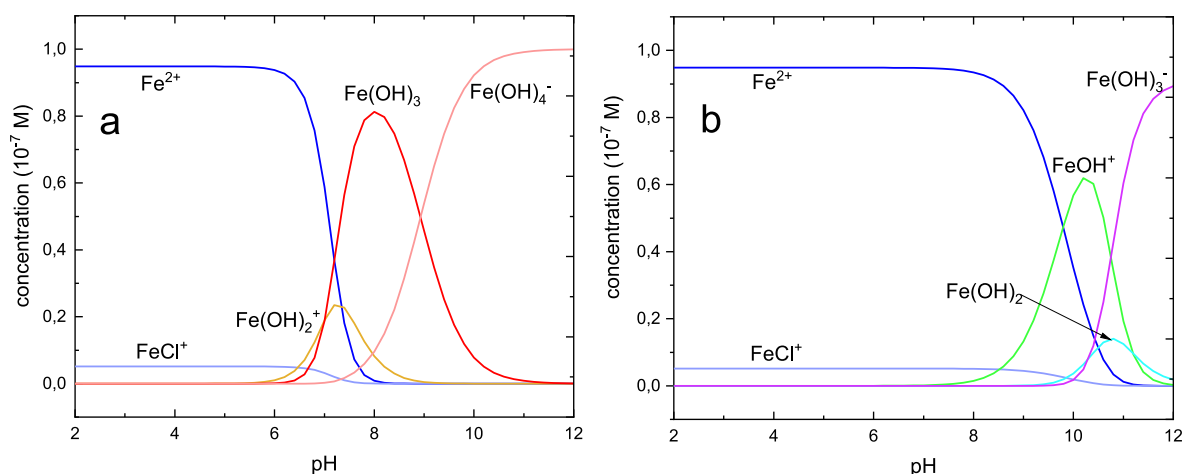 1,0
0,8
0,6
0,4
0,2
0,0
concentration (10⁻⁷ M)
a
Fe²⁺
Fe(OH)₃
Fe(OH)₄⁻
Fe(OH)₂⁺
FeCl⁺
2 4 6 8 10 12
pH
1,0
0,8
0,6
0,4
0,2
0,0
concentration (10⁻⁷ M)
b
Fe²⁺
Fe(OH)₃⁻
FeOH⁺
Fe(OH)₂
FeCl⁺
2 4 6 8 10 12
pH